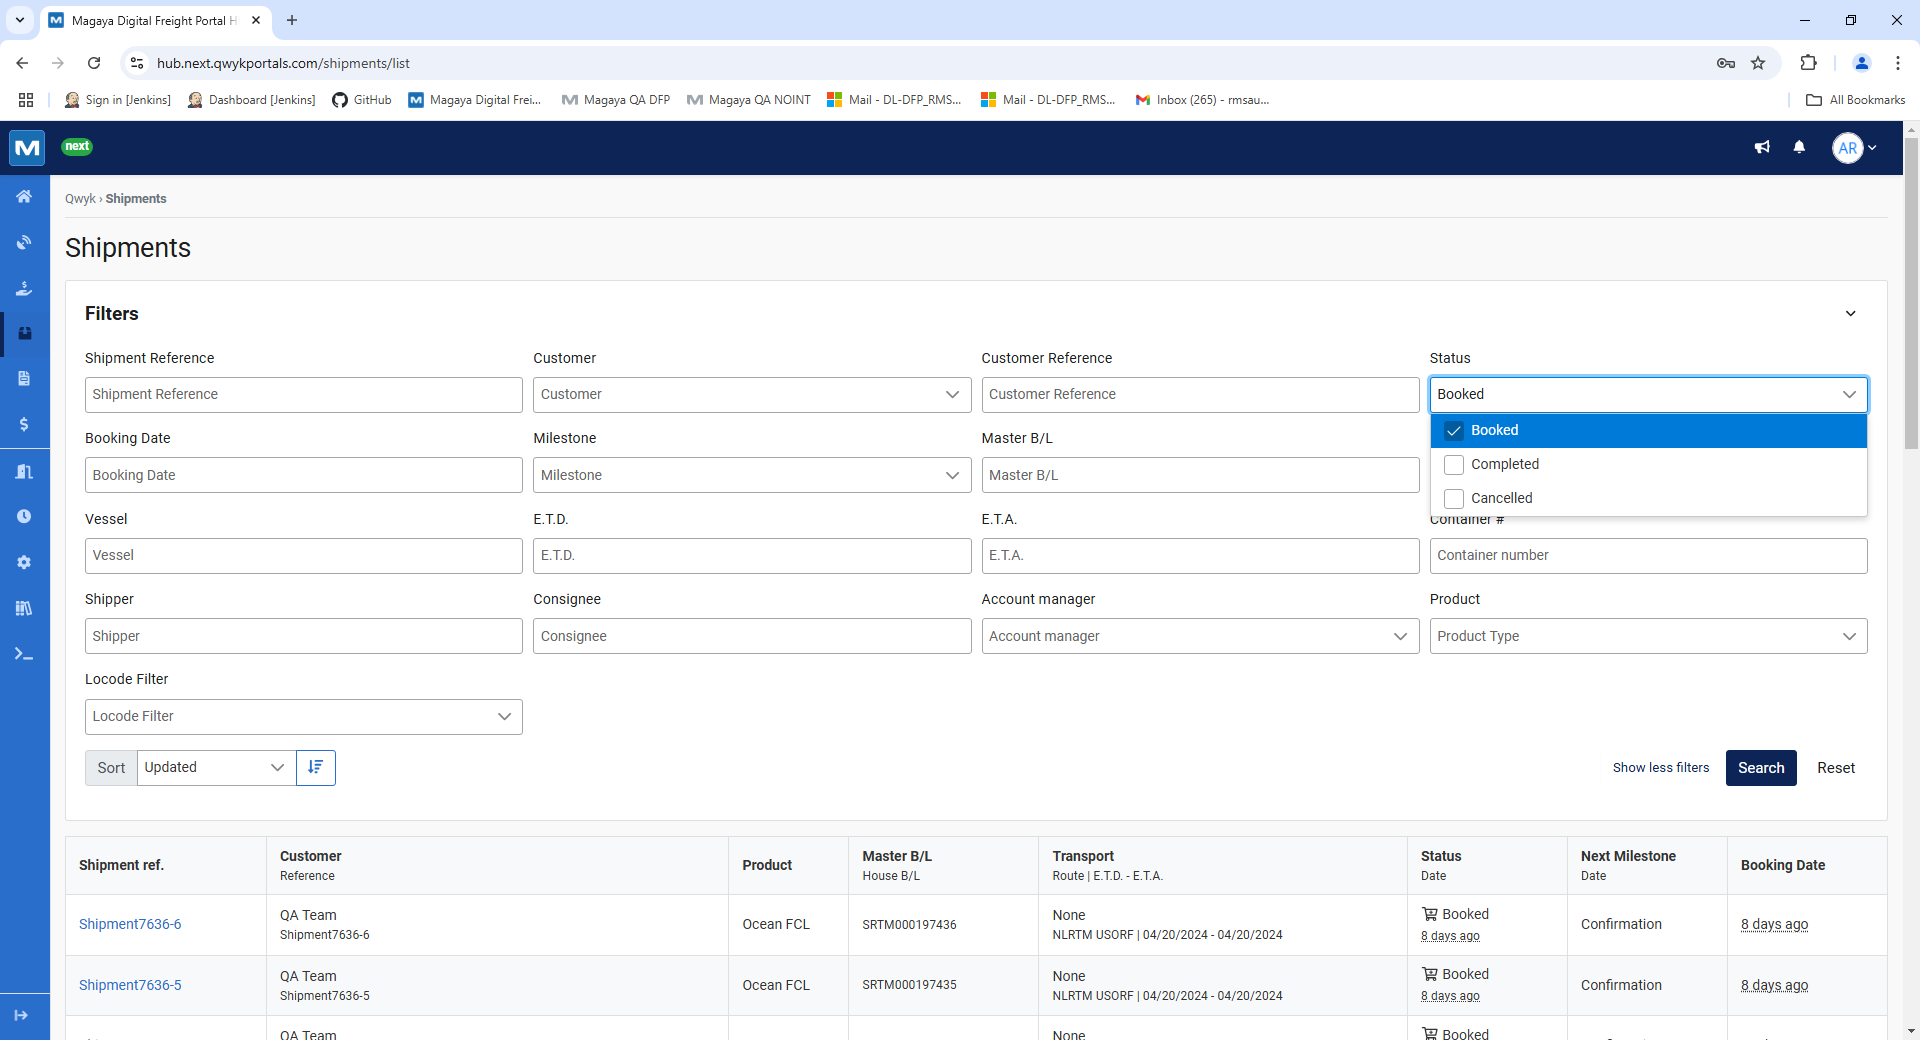 Magaya Digital Freight Portal H
hub.next.qwykportals.com/shipments/list
Sign in [Jenkins]
Dashboard [Jenkins]
GitHub
Magaya Digital Frei...
Magaya QA DFP
Magaya QA NOINT
Mail - DL-DFP_RMS...
Mail - DL-DFP_RMS...
Inbox (265) - rmsau...
All Bookmarks
next
AR
Qwyk › Shipments
Shipments
Filters
Shipment Reference
Customer
Customer Reference
Status
Shipment Reference
Customer
Customer Reference
Booked
Booked
Completed
Cancelled
Booking Date
Milestone
Master B/L
Booking Date
Milestone
Master B/L
Vessel
E.T.D.
E.T.A.
Container #
Vessel
E.T.D.
E.T.A.
Container number
Shipper
Consignee
Account manager
Product
Shipper
Consignee
Account manager
Product Type
Locode Filter
Locode Filter
Sort
Updated
Show less filters
Search
Reset
Shipment ref.
Customer
Reference
Product
Master B/L
House B/L
Transport
Route | E.T.D. - E.T.A.
Status
Date
Next Milestone
Date
Booking Date
Shipment7636-6
QA Team
Shipment7636-6
Ocean FCL
SRTM000197436
None
NLRTM USORF | 04/20/2024 - 04/20/2024
Booked
8 days ago
Confirmation
8 days ago
Shipment7636-5
QA Team
Shipment7636-5
Ocean FCL
SRTM000197435
None
NLRTM USORF | 04/20/2024 - 04/20/2024
Booked
8 days ago
Confirmation
8 days ago
QA Team
None
Booked